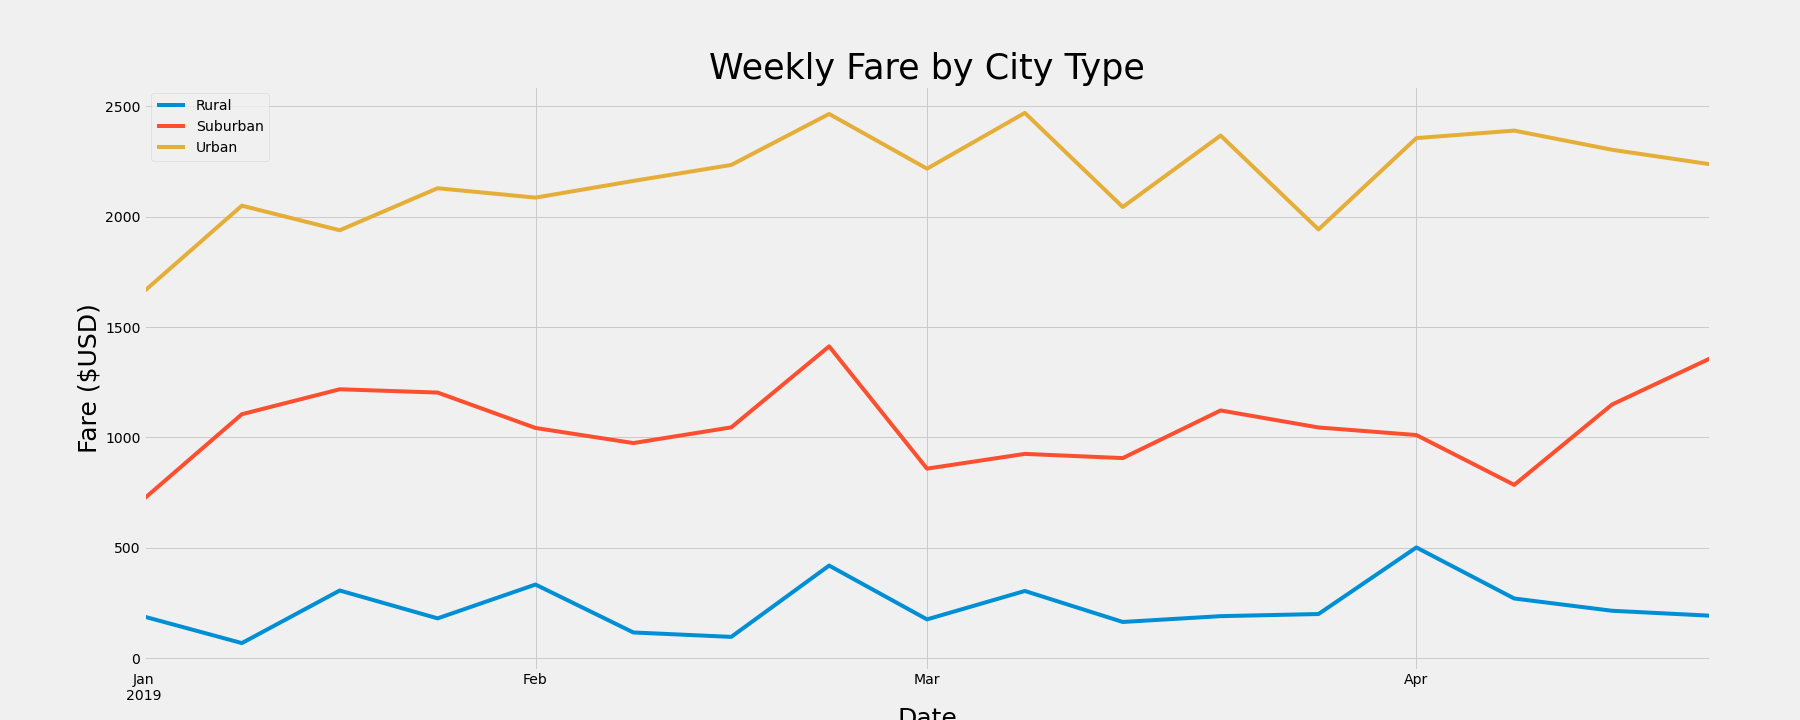 Weekly Fare by City Type
Rural
Suburban
Urban
Fare ($USD)
2500
2000
1500
1000
500
0
Jan
2019
Feb
Mar
Apr
Date